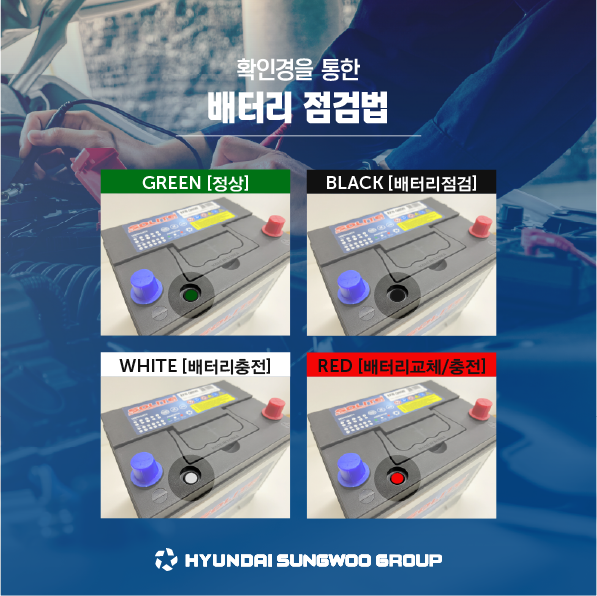 확인경을 통한
배터리 점검법
GREEN [정상]
BLACK [배터리점검]
WHITE [배터리충전]
RED [배터리교체/충전]
HYUNDAI SUNGWOO GROUP